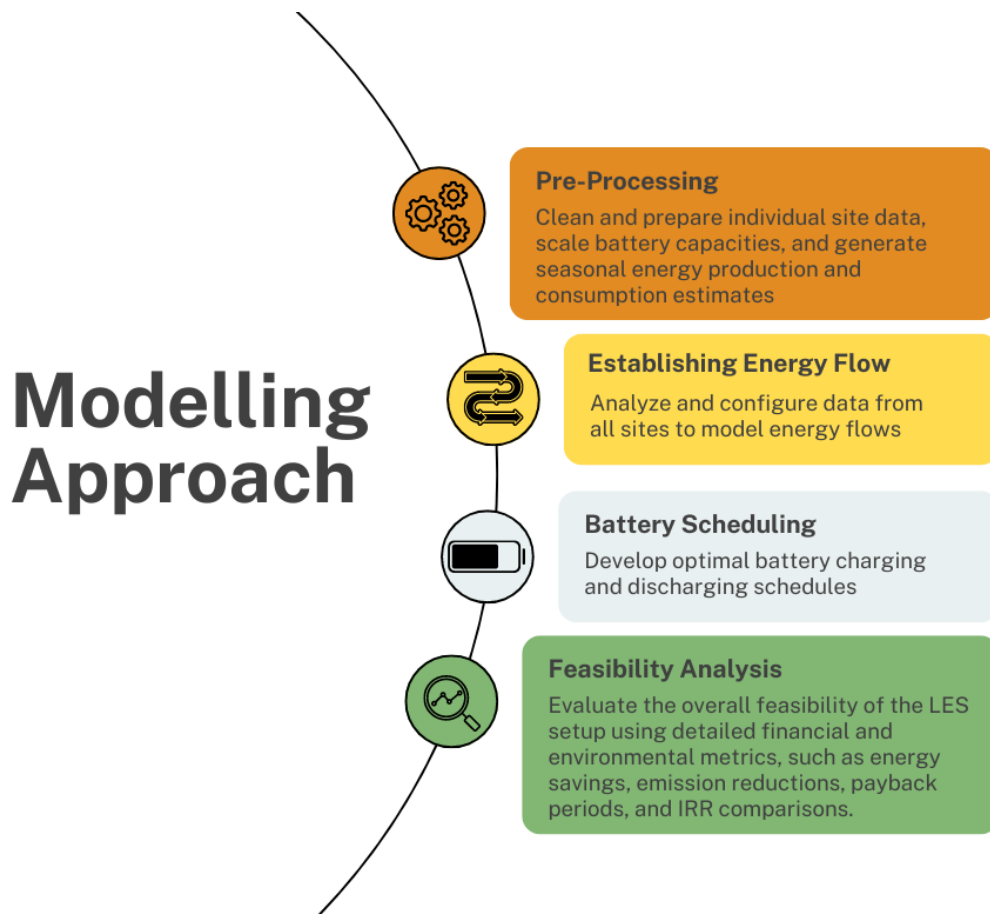 Modelling
Approach
Pre-Processing
Clean and prepare individual site data,
scale battery capacities, and generate
seasonal energy production and
consumption estimates
Establishing Energy Flow
Analyze and configure data from
all sites to model energy flows
Battery Scheduling
Develop optimal battery charging
and discharging schedules
Feasibility Analysis
Evaluate the overall feasibility of the LES
setup using detailed financial and
environmental metrics, such as energy
savings, emission reductions, payback
periods, and IRR comparisons.